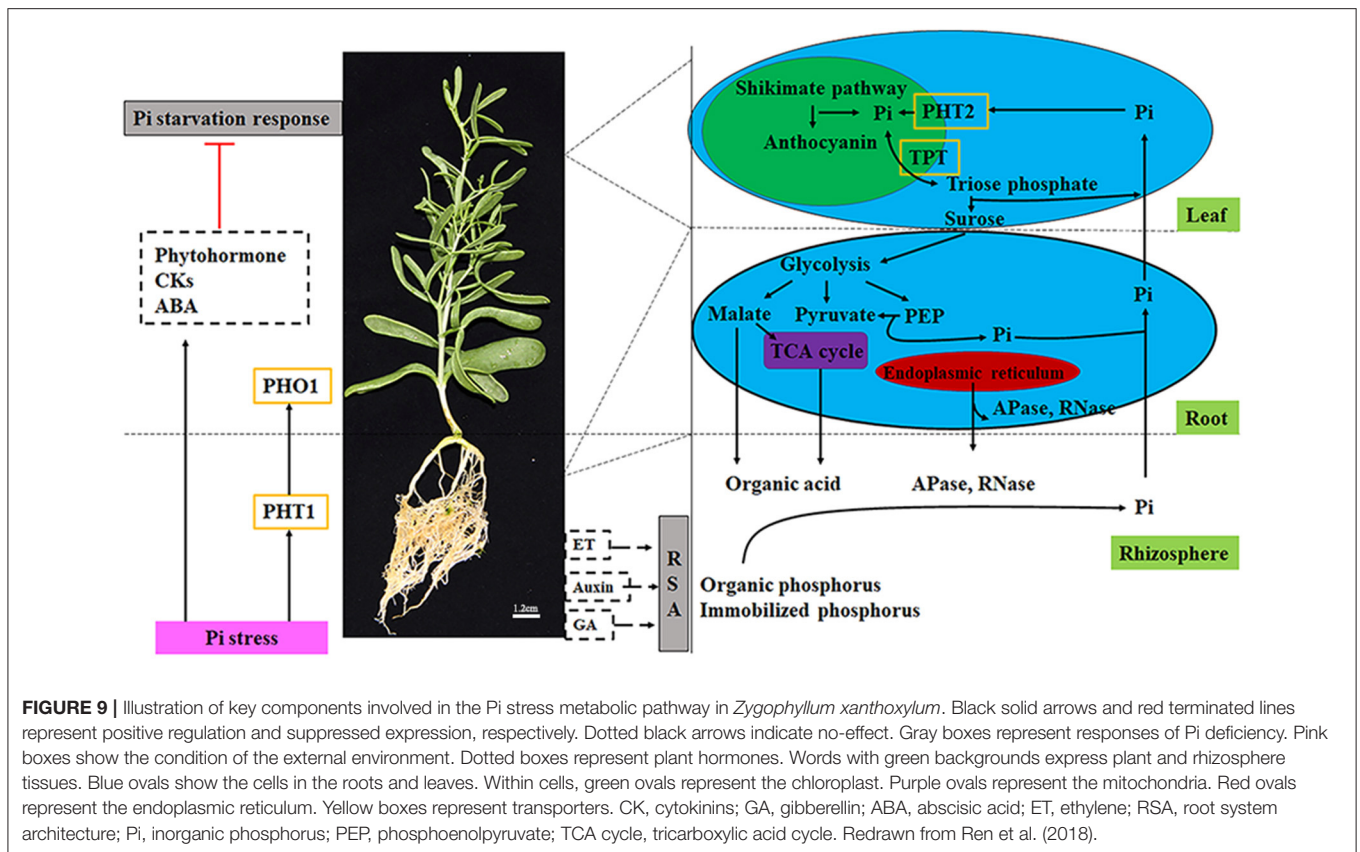 Pi starvation response
Phytohormone
CKs
ABA
PHO1
PHT1
Pi stress
1.2cm
ET
Auxin
GA
R
S
A
Shikimate pathway
Pi
PHT2
Pi
Anthocyanin
TPT
Triose phosphate
Surose
Leaf
Glycolysis
Malate
Pyruvate
PEP
Pi
Pi
TCA cycle
Endoplasmic reticulum
APase, RNase
Root
Organic acid
APase, RNase
Pi
Rhizosphere
Organic phosphorus
Immobilized phosphorus
FIGURE 9 | Illustration of key components involved in the Pi stress metabolic pathway in Zygophyllum xanthoxylum. Black solid arrows and red terminated lines
represent positive regulation and suppressed expression, respectively. Dotted black arrows indicate no-effect. Gray boxes represent responses of Pi deficiency. Pink
boxes show the condition of the external environment. Dotted boxes represent plant hormones. Words with green backgrounds express plant and rhizosphere
tissues. Blue ovals show the cells in the roots and leaves. Within cells, green ovals represent the chloroplast. Purple ovals represent the mitochondria. Red ovals
represent the endoplasmic reticulum. Yellow boxes represent transporters. CK, cytokinins; GA, gibberellin; ABA, abscisic acid; ET, ethylene; RSA, root system
architecture; Pi, inorganic phosphorus; PEP, phosphoenolpyruvate; TCA cycle, tricarboxylic acid cycle. Redrawn from Ren et al. (2018).